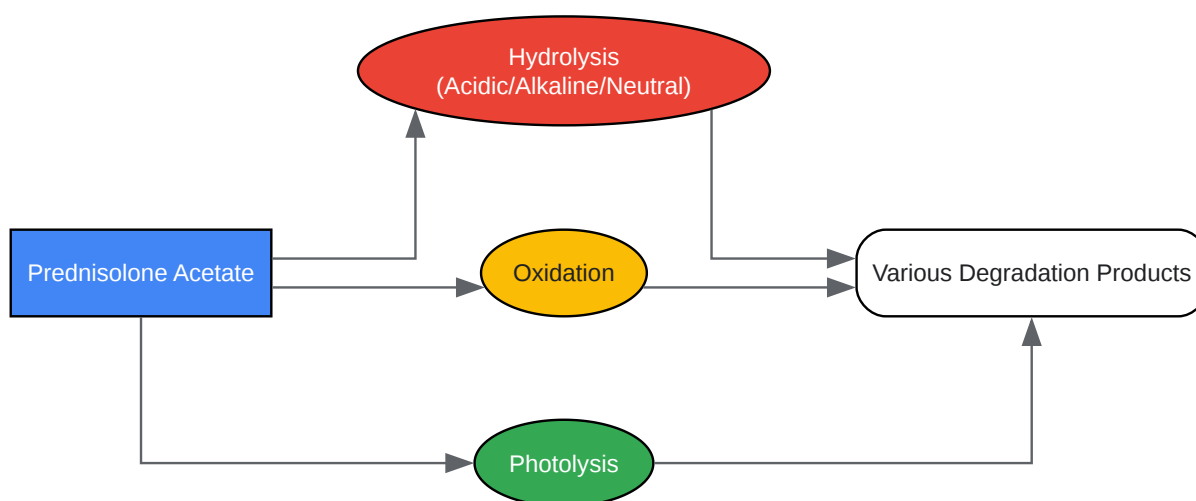 Hydrolysis
(Acidic/Alkaline/Neutral)
Prednisolone Acetate
Oxidation
Various Degradation Products
Photolysis